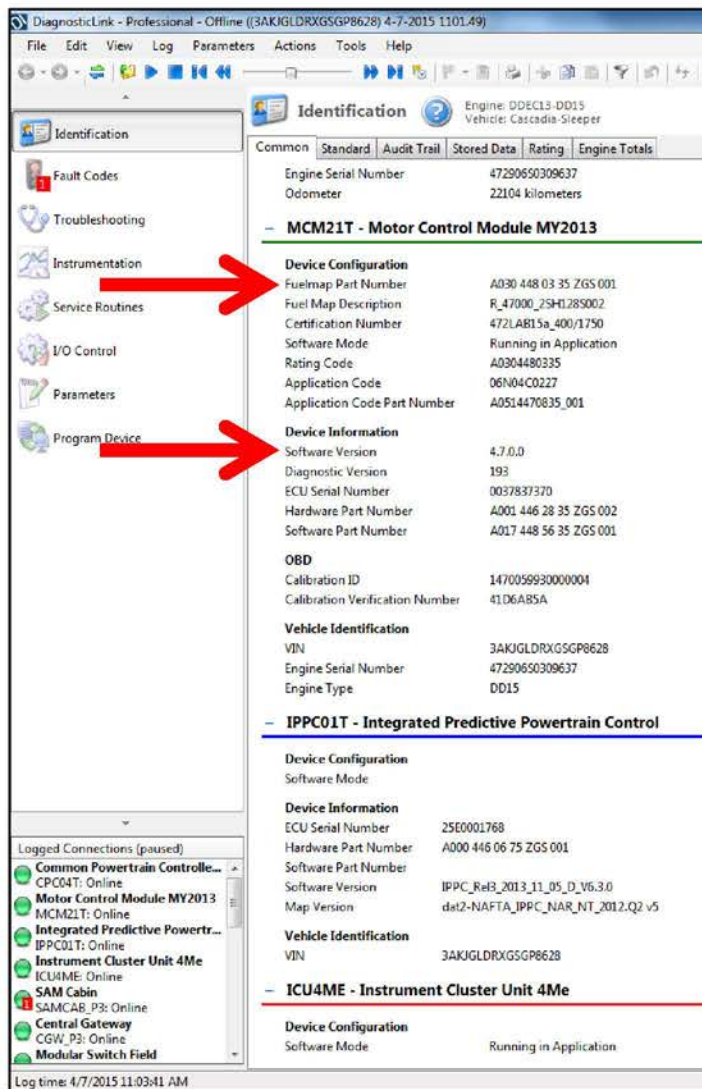 DiagnosticLink - Professional - Offline ((3AKJGLDRXGSGP8628) 4-7-2015 1101.49)
File Edit View Log Parameters Actions Tools Help
Identification
Fault Codes
1
Troubleshooting
Instrumentation
Service Routines
I/O Control
Parameters
Program Device
Identification
Engine: DDEC13-DD15
Vehicle: Cascadia-Sleeper
Common Standard Audit Trail Stored Data Rating Engine Totals
Engine Serial Number 472906S0309637
Odometer 22104 kilometers
MCM21T - Motor Control Module MY2013
Device Configuration
Fuelmap Part Number A030 448 03 35 ZGS 001
Fuel Map Description R_47000_2SH128S002
Certification Number 472LAB15a_400/1750
Software Mode Running in Application
Rating Code A0304480335
Application Code 06N04C0227
Application Code Part Number A0514470835_001
Device Information
Software Version 4.7.0.0
Diagnostic Version 193
ECU Serial Number 0037837370
Hardware Part Number A001 446 28 35 ZGS 002
Software Part Number A017 448 56 35 ZGS 001
OBD
Calibration ID 1470059930000004
Calibration Verification Number 41D6AB5A
Vehicle Identification
VIN 3AKJGLDRXGSGP8628
Engine Serial Number 472906S0309637
Engine Type DD15
IPPC01T - Integrated Predictive Powertrain Control
Device Configuration
Software Mode
Device Information
ECU Serial Number 25E0001768
Hardware Part Number A000 446 06 75 ZGS 001
Software Part Number
Software Version IPPC_Rel3_2013_11_05_D_V6.3.0
Map Version dat2-NAFTA_IPPC_NAR_NT_2012.Q2 v5
Vehicle Identification
VIN 3AKJGLDRXGSGP8628
ICU4ME - Instrument Cluster Unit 4Me
Device Configuration
Software Mode Running in Application
Logged Connections (paused)
Common Powertrain Controlle...
CPC04T: Online
Motor Control Module MY2013
MCM21T: Online
Integrated Predictive Powertr...
IPPC01T: Online
Instrument Cluster Unit 4Me
ICU4ME: Online
SAM Cabin
1
SAMCAB_P3: Online
Central Gateway
CGW_P3: Online
Modular Switch Field
Log time: 4/7/2015 11:03:41 AM